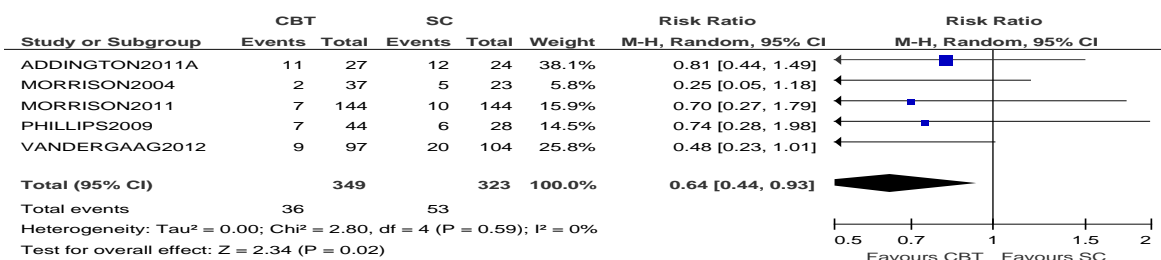 CBT SC Risk Ratio Risk Ratio
Study or Subgroup Events Total Events Total Weight M-H, Random, 95% CI M-H, Random, 95% CI
ADDINGTON2011A 11 27 12 24 38.1% 0.81 [0.44, 1.49]
MORRISON2004 2 37 5 23 5.8% 0.25 [0.05, 1.18]
MORRISON2011 7 144 10 144 15.9% 0.70 [0.27, 1.79]
PHILLIPS2009 7 44 6 28 14.5% 0.74 [0.28, 1.98]
VANDERGAAG2012 9 97 20 104 25.8% 0.48 [0.23, 1.01]
Total (95% CI) 349 323 100.0% 0.64 [0.44, 0.93]
Total events 36 53
Heterogeneity: Tau² = 0.00; Chi² = 2.80, df = 4 (P = 0.59); I² = 0%
Test for overall effect: Z = 2.34 (P = 0.02)
0.5 0.7 1 1.5 2
Favours CBT Favours SC